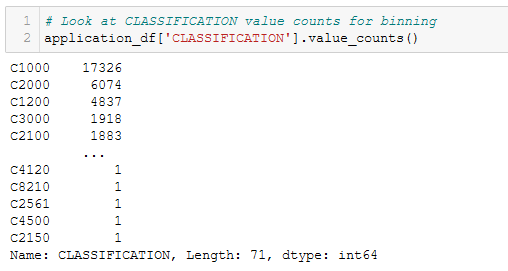 1 # Look at CLASSIFICATION value counts for binning
2 application_df['CLASSIFICATION'].value_counts()
C1000    17326
C2000     6074
C1200     4837
C3000     1918
C2100     1883
         ...
C4120        1
C8210        1
C2561        1
C4500        1
C2150        1
Name: CLASSIFICATION, Length: 71, dtype: int64